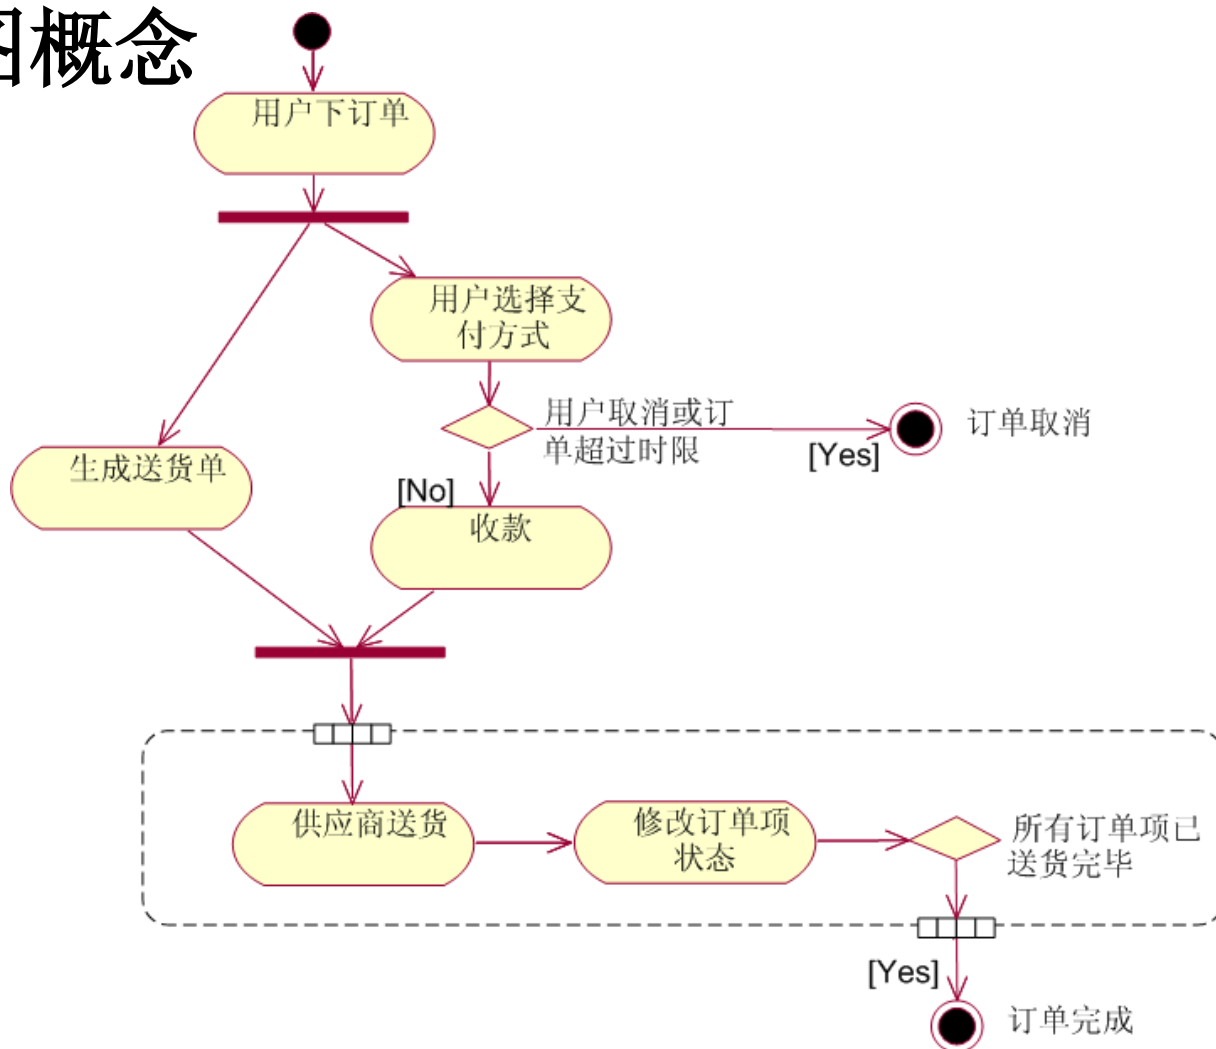 图概念
用户下订单
用户选择支
付方式
用户取消或订
单超过时限
[Yes]
订单取消
生成送货单
[No]
收款
供应商送货
修改订单项
状态
所有订单项已
送货完毕
[Yes]
订单完成